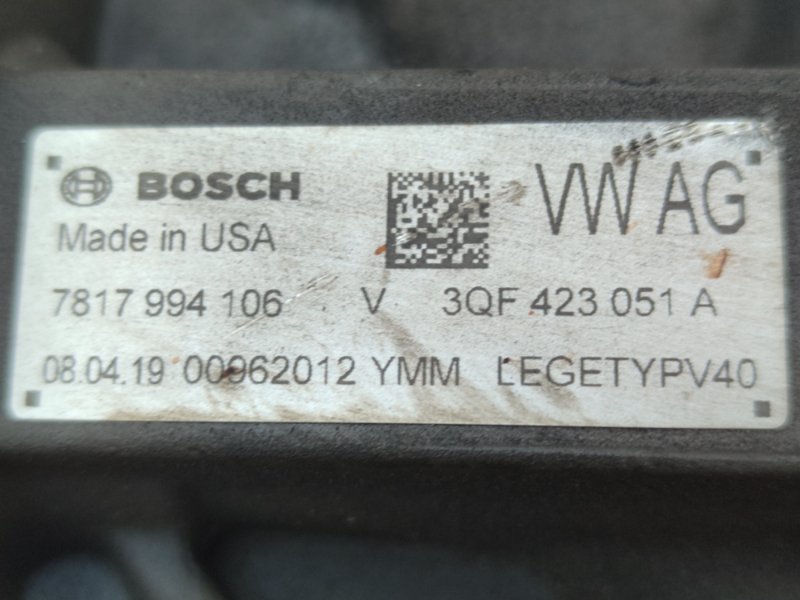 BOSCH VW AG
Made in USA
7817 994 106 V 3QF 423 051 A
08.04.19 00962012 YMM LEGETYPV40